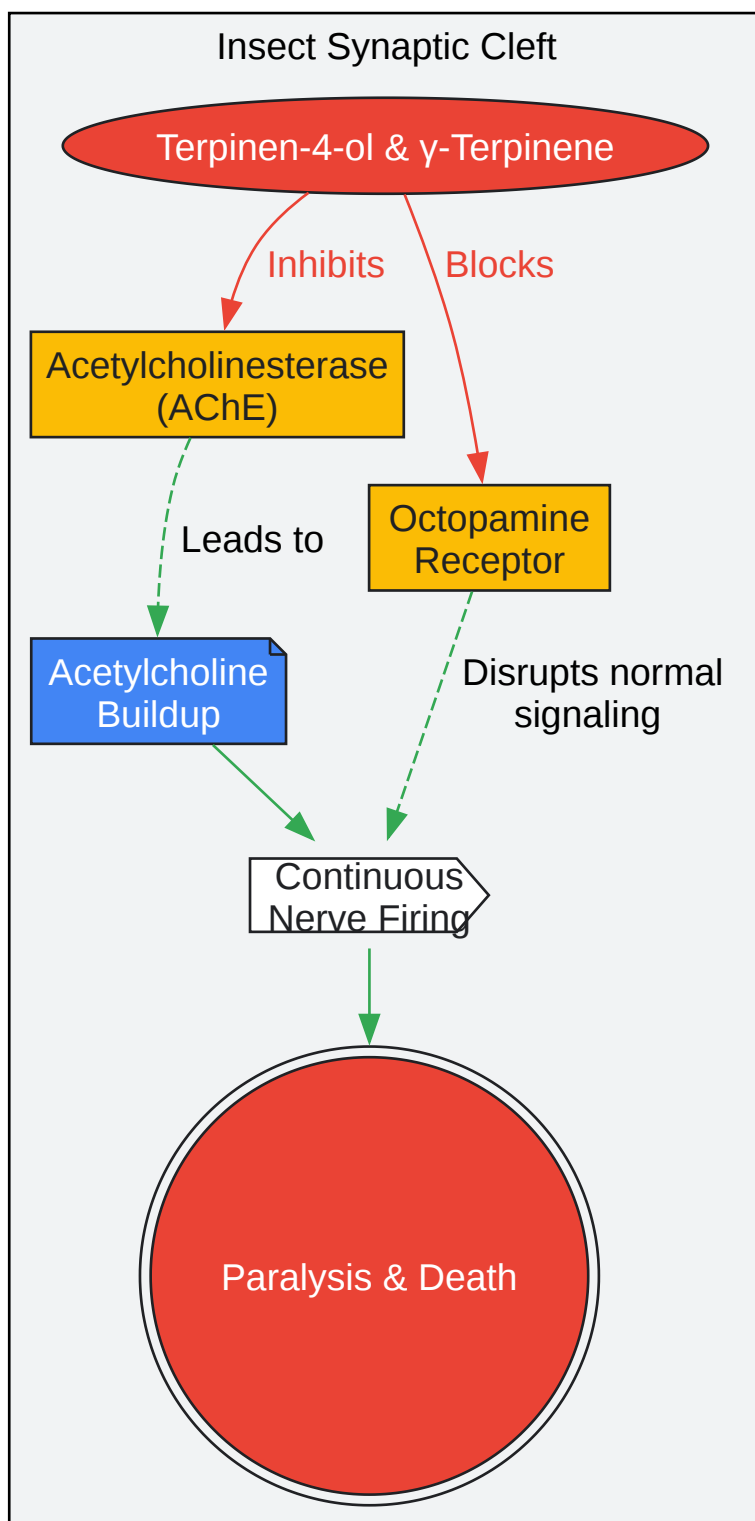 Insect Synaptic Cleft
Terpinen-4-ol & γ-Terpinene
Inhibits
Blocks
Acetylcholinesterase
(AChE)
Octopamine
Receptor
Leads to
Acetylcholine
Buildup
Disrupts normal
signaling
Continuous
Nerve Firing
Paralysis & Death